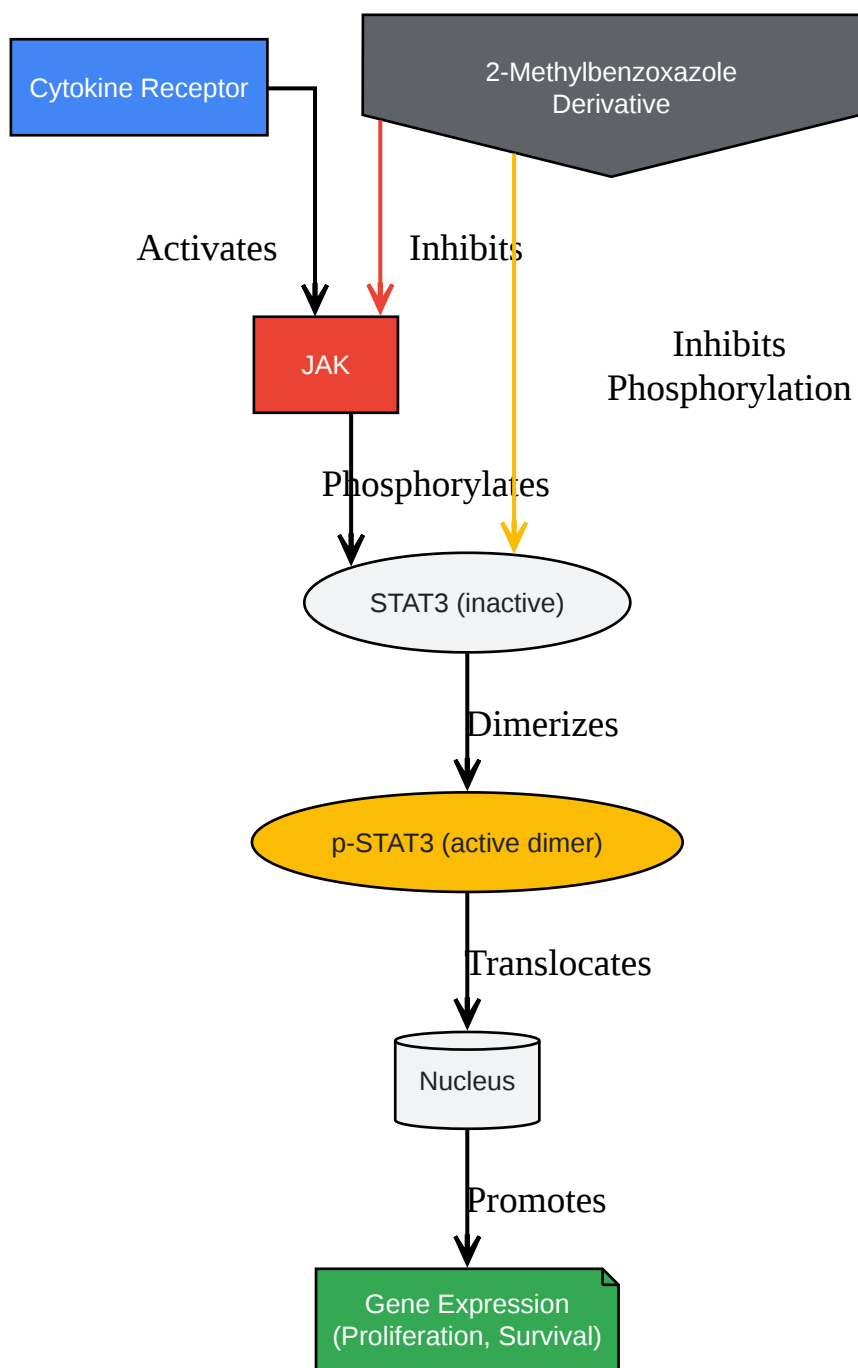 Cytokine Receptor
2-Methylbenzoxazole
Derivative
Activates
Inhibits
Inhibits
Phosphorylation
JAK
Phosphorylates
STAT3 (inactive)
Dimerizes
p-STAT3 (active dimer)
Translocates
Nucleus
Promotes
Gene Expression
(Proliferation, Survival)